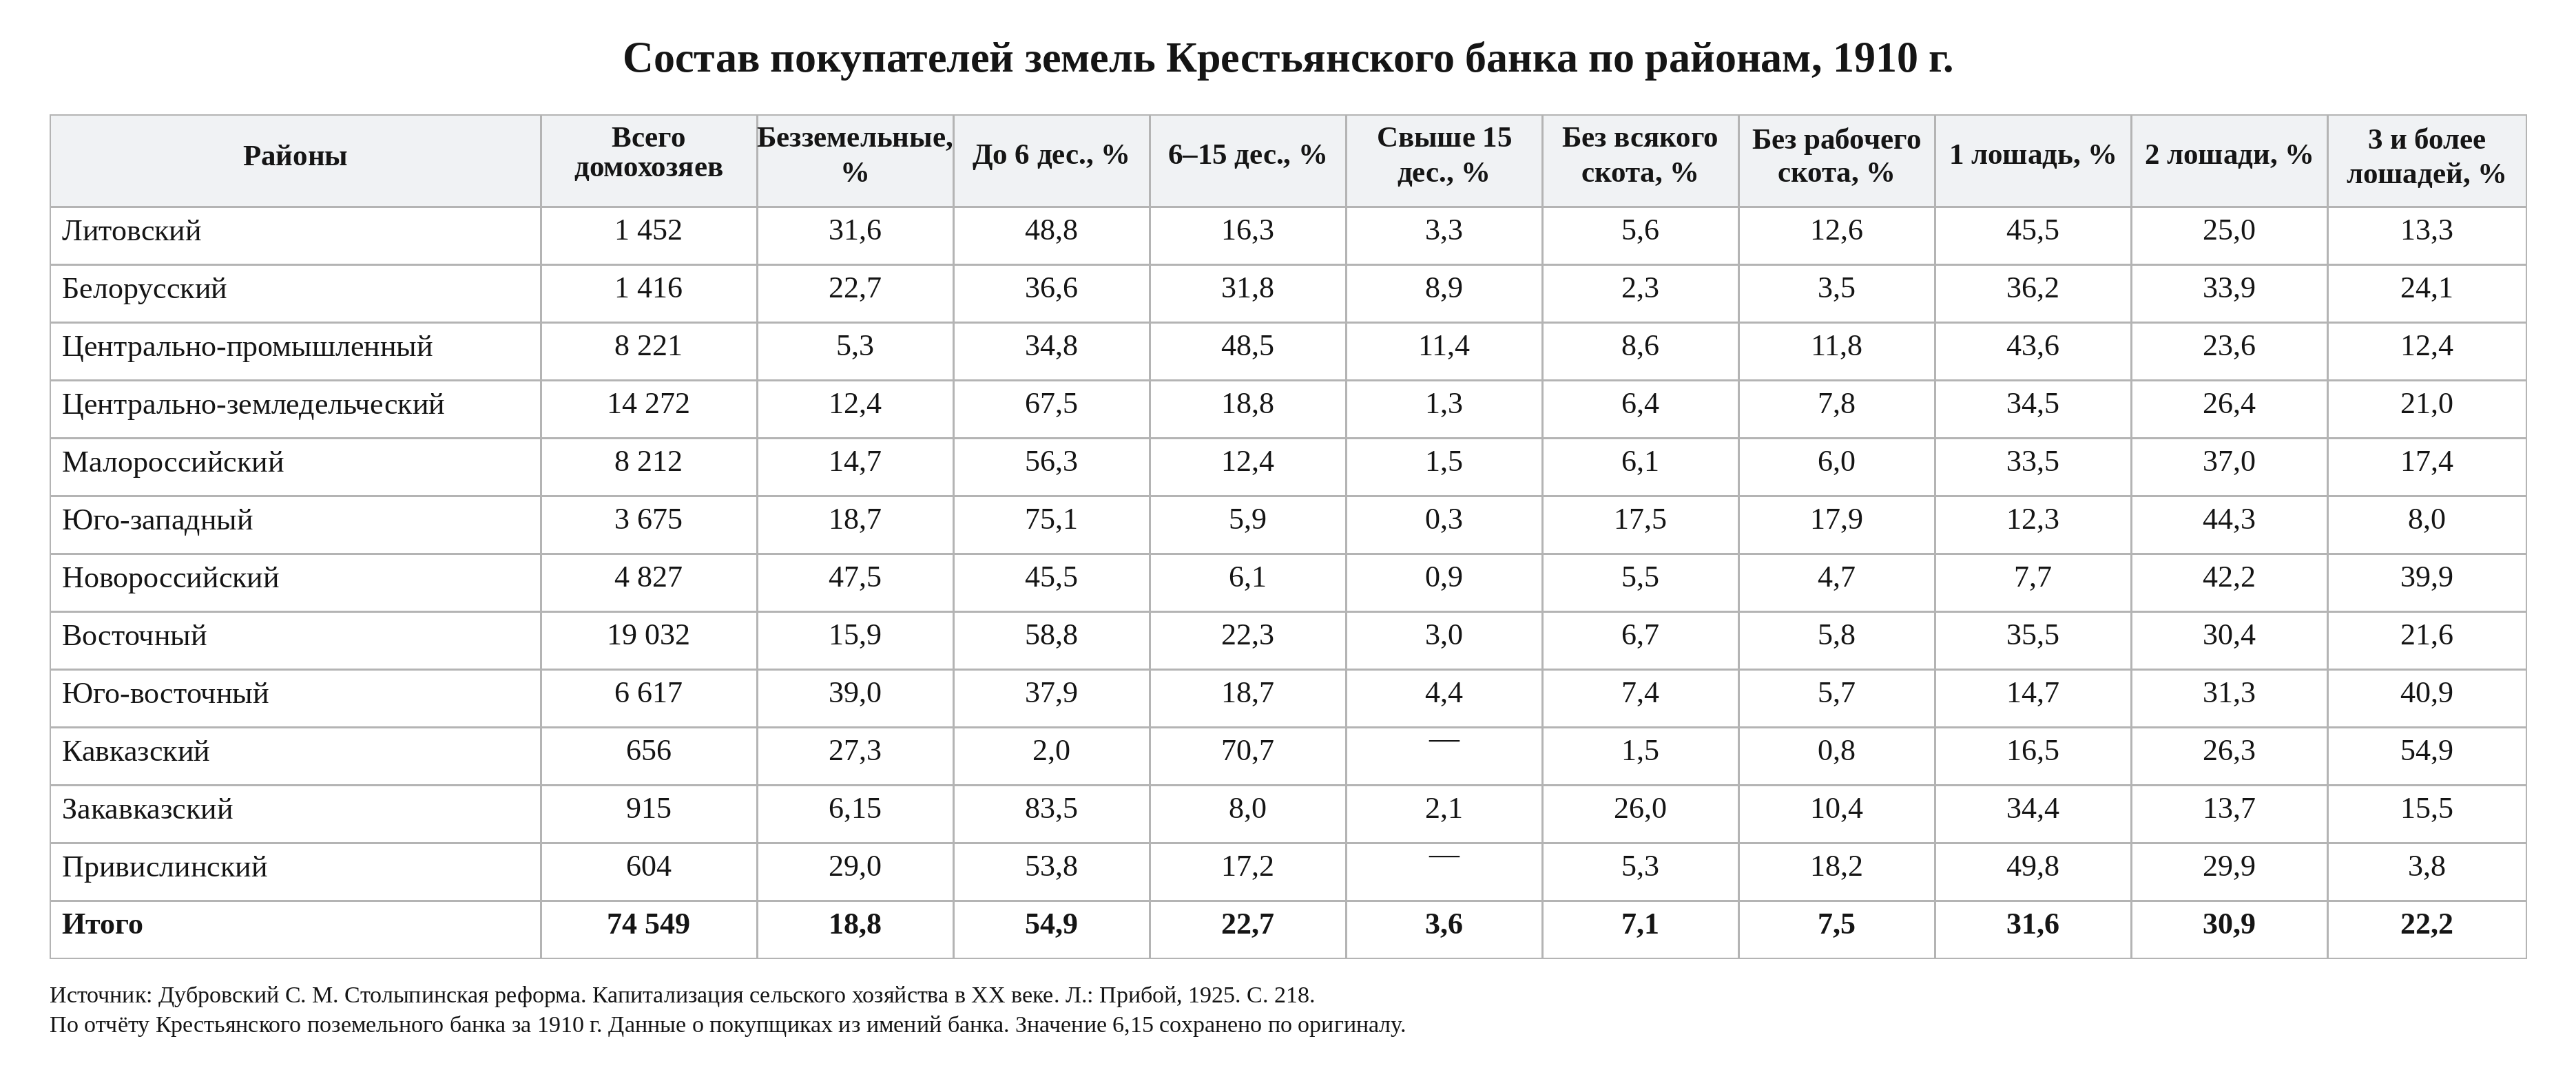 Состав покупателей земель Крестьянского банка по районам, 1910 г.
Районы Всего домохозяев Безземельные, % До 6 дес., % 6–15 дес., % Свыше 15 дес., % Без всякого скота, % Без рабочего скота, % 1 лошадь, % 2 лошади, % 3 и более лошадей, %
Литовский 1 452 31,6 48,8 16,3 3,3 5,6 12,6 45,5 25,0 13,3
Белорусский 1 416 22,7 36,6 31,8 8,9 2,3 3,5 36,2 33,9 24,1
Центрально-промышленный 8 221 5,3 34,8 48,5 11,4 8,6 11,8 43,6 23,6 12,4
Центрально-земледельческий 14 272 12,4 67,5 18,8 1,3 6,4 7,8 34,5 26,4 21,0
Малороссийский 8 212 14,7 56,3 12,4 1,5 6,1 6,0 33,5 37,0 17,4
Юго-западный 3 675 18,7 75,1 5,9 0,3 17,5 17,9 12,3 44,3 8,0
Новороссийский 4 827 47,5 45,5 6,1 0,9 5,5 4,7 7,7 42,2 39,9
Восточный 19 032 15,9 58,8 22,3 3,0 6,7 5,8 35,5 30,4 21,6
Юго-восточный 6 617 39,0 37,9 18,7 4,4 7,4 5,7 14,7 31,3 40,9
Кавказский 656 27,3 2,0 70,7 — 1,5 0,8 16,5 26,3 54,9
Закавказский 915 6,15 83,5 8,0 2,1 26,0 10,4 34,4 13,7 15,5
Привислинский 604 29,0 53,8 17,2 — 5,3 18,2 49,8 29,9 3,8
Итого 74 549 18,8 54,9 22,7 3,6 7,1 7,5 31,6 30,9 22,2
Источник: Дубровский С. М. Столыпинская реформа. Капитализация сельского хозяйства в XX веке. Л.: Прибой, 1925. С. 218.
По отчёту Крестьянского поземельного банка за 1910 г. Данные о покупщиках из имений банка. Значение 6,15 сохранено по оригиналу.